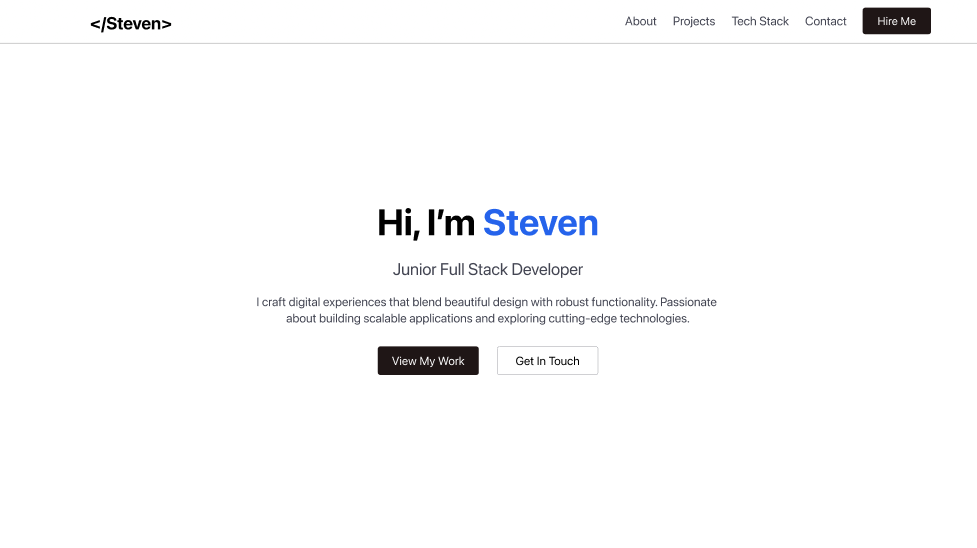 </Steven>
About
Projects
Tech Stack
Contact
Hire Me
Hi, I’m Steven
Junior Full Stack Developer
I craft digital experiences that blend beautiful design with robust functionality. Passionate
about building scalable applications and exploring cutting-edge technologies.
View My Work
Get In Touch